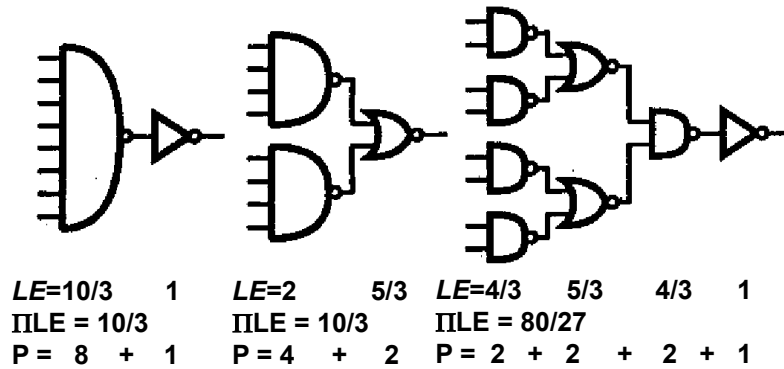 LE=10/3 1
ΠLE = 10/3
P = 8 + 1
LE=2 5/3
ΠLE = 10/3
P = 4 + 2
LE=4/3 5/3 4/3 1
ΠLE = 80/27
P = 2 + 2 + 2 + 1